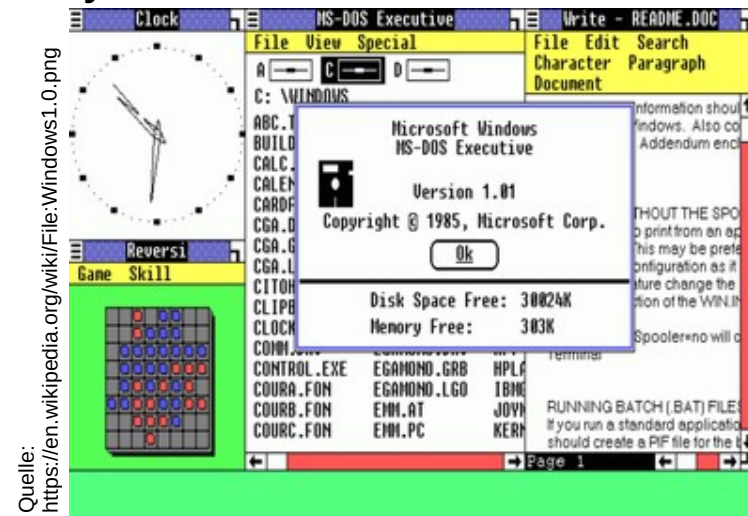 Quelle:
https://en.wikipedia.org/wiki/File:Windows1.0.png
Clock
MS-DOS Executive
File View Special
A C D
C: \WINDOWS
ABC.T
BUILD
CALC.
CALEN
CARDF
CGA.D
CGA.G
CGA.L
CITOH
CLIPB
CLOCK
CONTROL.EXE EGAMONO.GRB HPLA
COURA.FON EGAMONO.LGO IBMG
COURB.FON EMM.AT JOYM
COURC.FON EMM.PC KERN
Microsoft Windows
MS-DOS Executive
Version 1.01
Copyright © 1985, Microsoft Corp.
Ok
Disk Space Free: 30024K
Memory Free: 303K
Write - README.DOC
File Edit Search
Character Paragraph
Document
nformation shoul
Windows. Also co
Addendum encl
THOUT THE SPO
o print from an ap
This may be prefe
onfiguration as it
ature change the
tion of the WIN.IN
Spooler=no will c
Terminal
RUNNING BATCH (.BAT) FILES
If you run a standard applicatio
should create a PIF file for the b
Page 1
Reversi
Game Skill